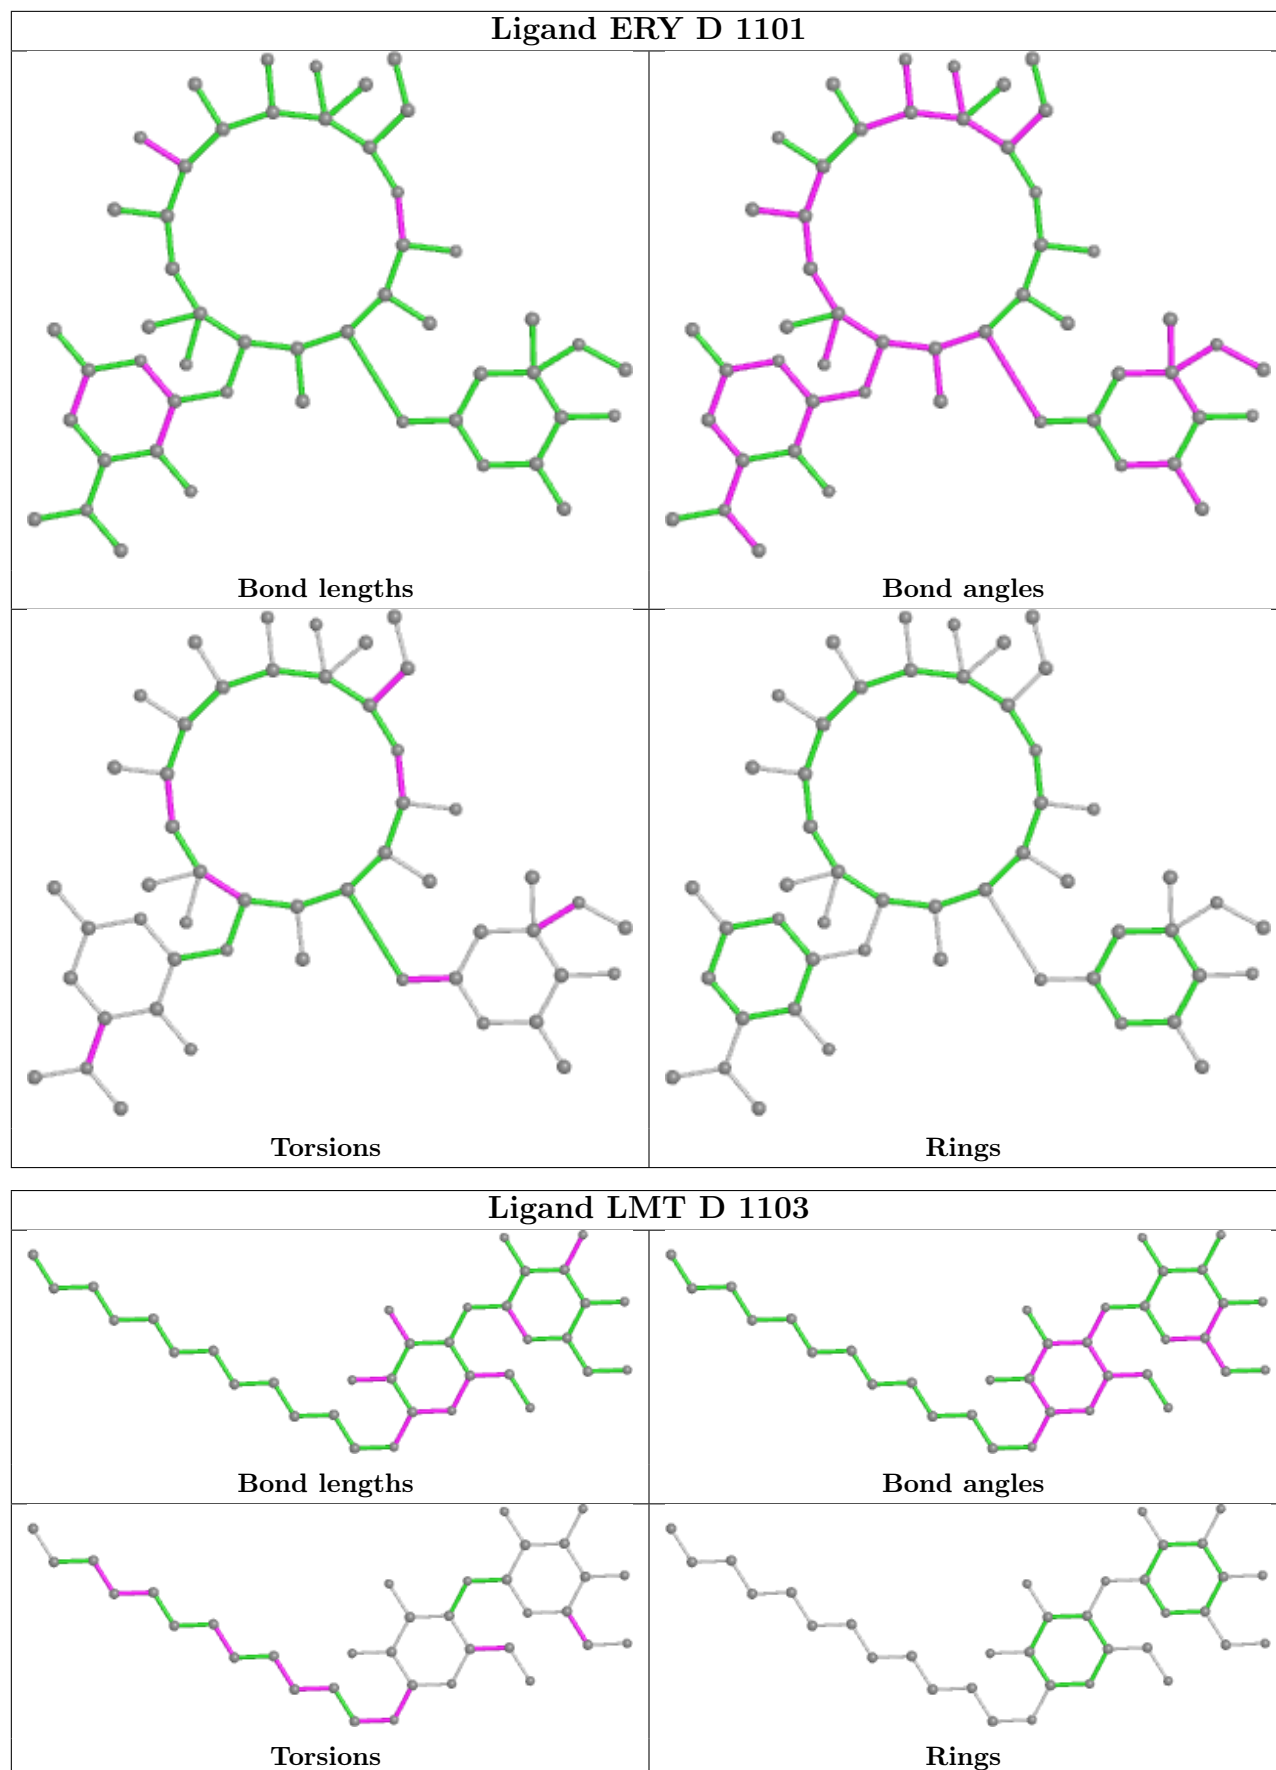 Ligand ERY D 1101
Bond lengths
Bond angles
Torsions
Rings
Ligand LMT D 1103
Bond lengths
Bond angles
Torsions
Rings